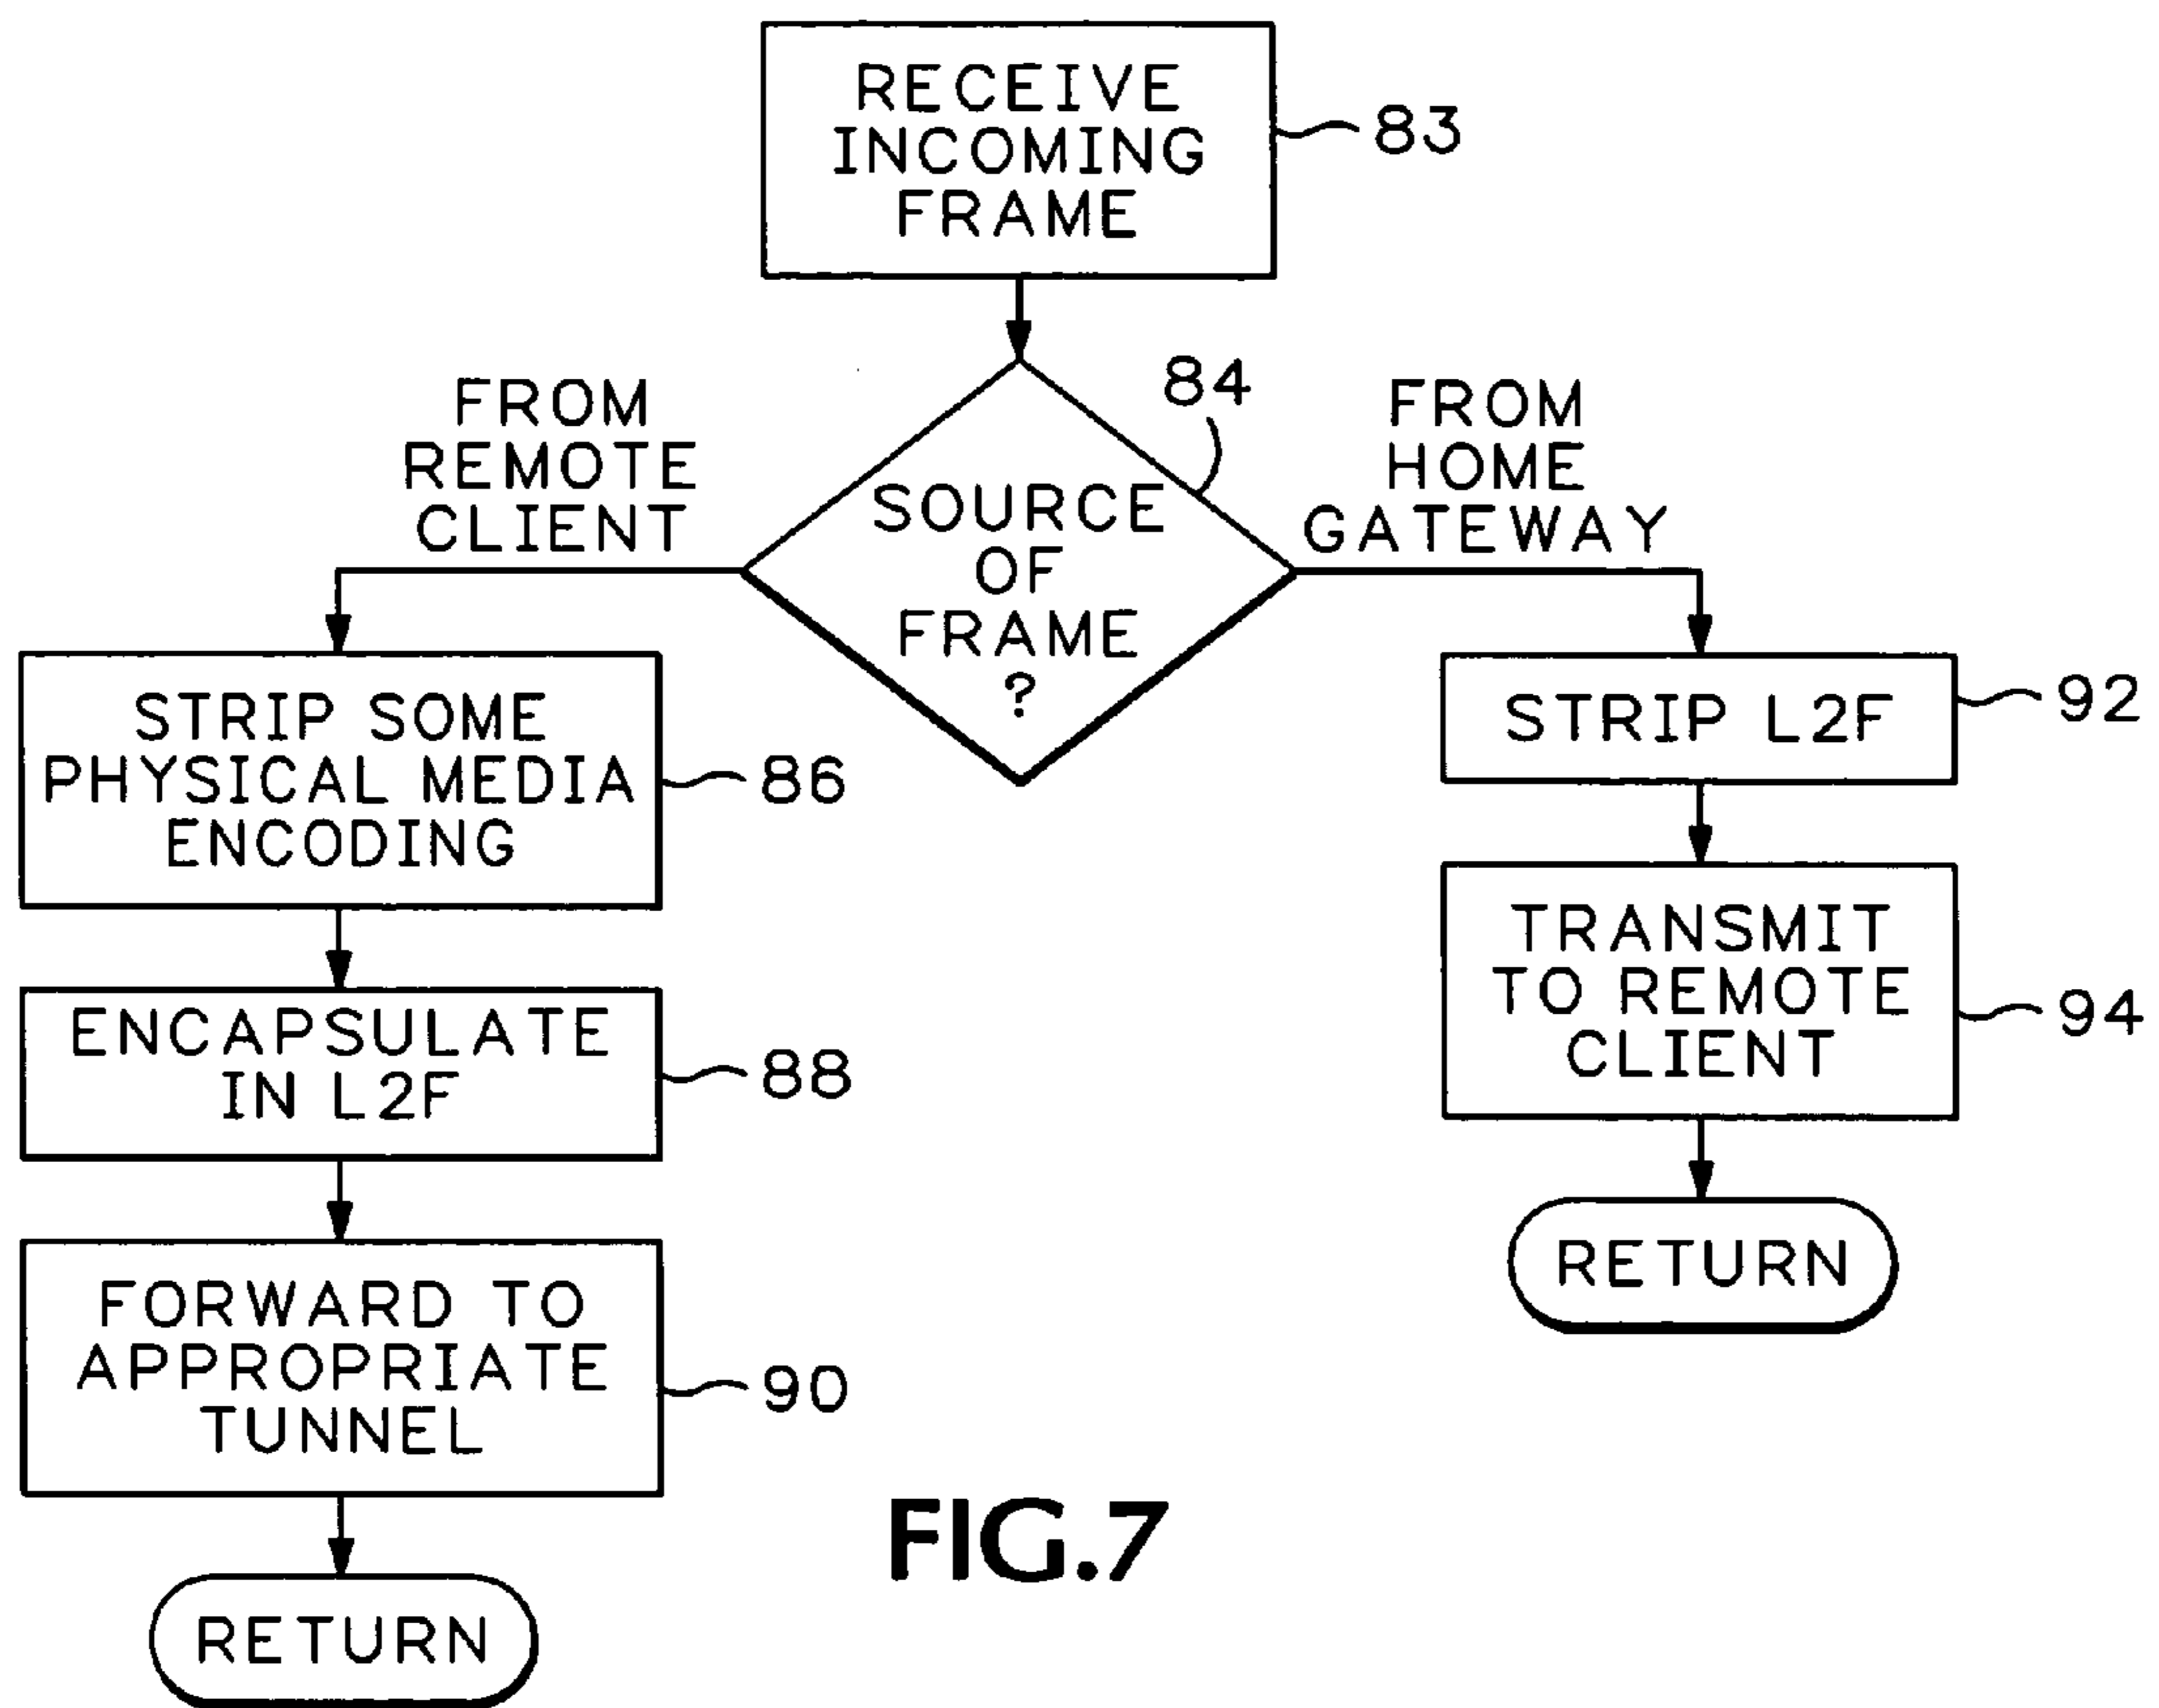 RECEIVE
INCOMING
FRAME
83
84
FROM
REMOTE
CLIENT
SOURCE
OF
FRAME
?
FROM
HOME
GATEWAY
STRIP SOME
PHYSICAL MEDIA
ENCODING
86
ENCAPSULATE
IN L2F
88
FORWARD TO
APPROPRIATE
TUNNEL
90
RETURN
STRIP L2F
92
TRANSMIT
TO REMOTE
CLIENT
94
RETURN
FIG.7